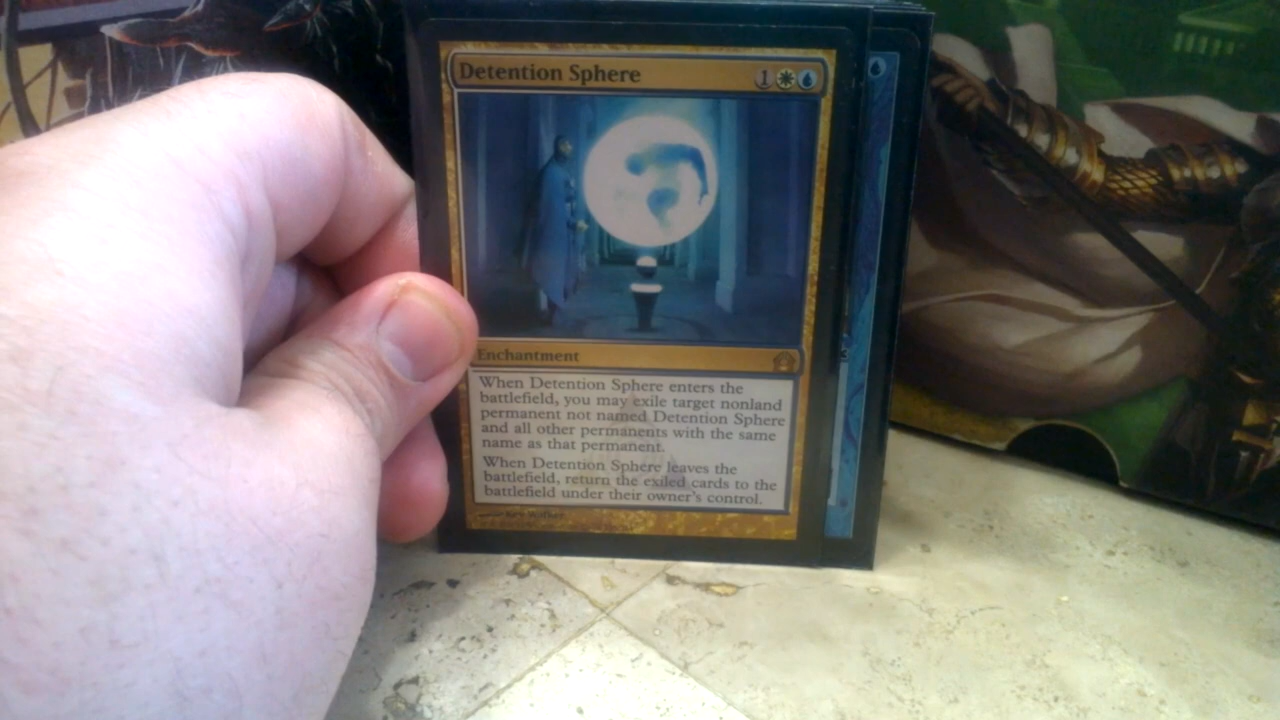 Detention Sphere 1
Enchantment
When Detention Sphere enters the
battlefield, you may exile target nonland
permanent not named Detention Sphere
and all other permanents with the same
name as that permanent.
When Detention Sphere leaves the
battlefield, return the exiled cards to the
battlefield under their owner's control.